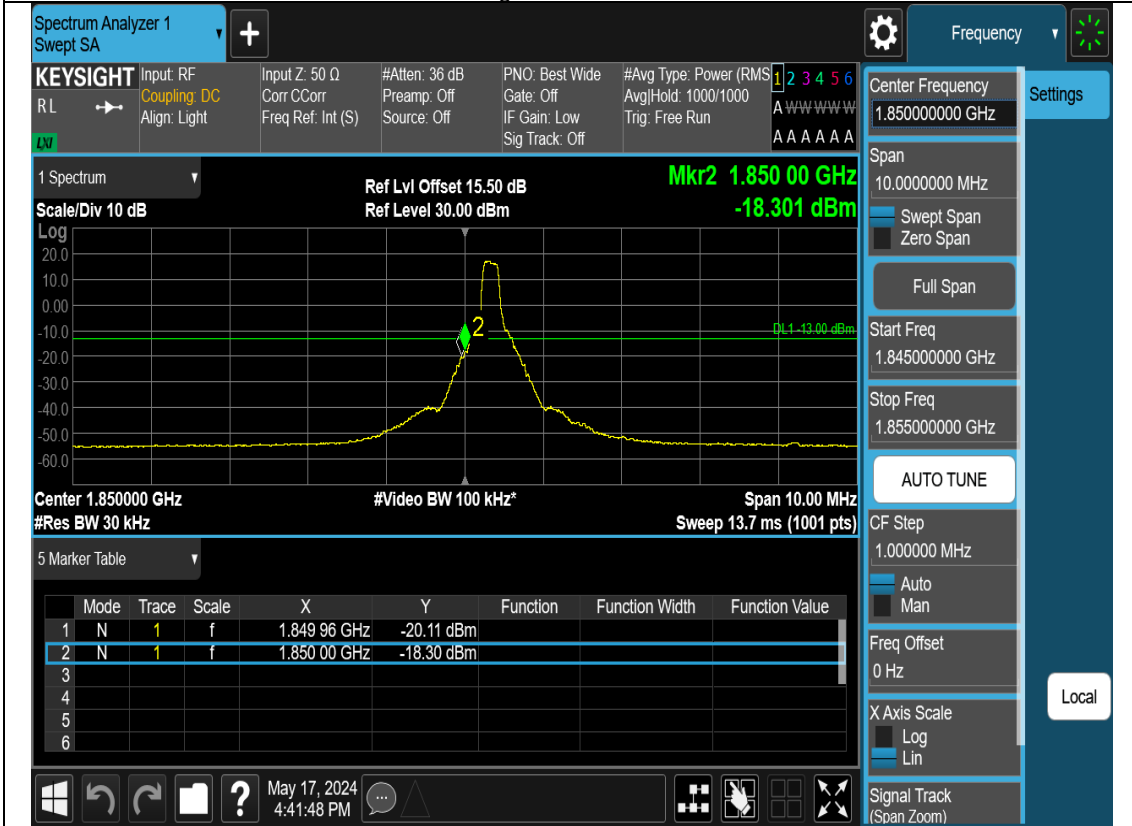 Spectrum Analyzer 1
Swept SA
Frequency
KEYSIGHT
RL
LXI
Input: RF
Coupling: DC
Align: Light
Input Z: 50 Ω
Corr CCorr
Freq Ref: Int (S)
#Atten: 36 dB
Preamp: Off
Source: Off
PNO: Best Wide
Gate: Off
IF Gain: Low
Sig Track: Off
#Avg Type: Power (RMS
Avg|Hold: 1000/1000
Trig: Free Run
1 2 3 4 5 6
A W W W W W
A A A A A A
1 Spectrum
Scale/Div 10 dB
Ref Lvl Offset 15.50 dB
Ref Level 30.00 dBm
Mkr2 1.850 00 GHz
-18.301 dBm
Log
20.0
10.0
0.00
-10.0
-20.0
-30.0
-40.0
-50.0
-60.0
2
DL1 -13.00 dBm
Center 1.850000 GHz
#Video BW 100 kHz*
Span 10.00 MHz
#Res BW 30 kHz
Sweep 13.7 ms (1001 pts)
5 Marker Table
Mode Trace Scale X Y Function Function Width Function Value
1 N 1 f 1.849 96 GHz -20.11 dBm
2 N 1 f 1.850 00 GHz -18.30 dBm
3
4
5
6
May 17, 2024
4:41:48 PM
Center Frequency
1.850000000 GHz
Settings
Span
10.0000000 MHz
Swept Span
Zero Span
Full Span
Start Freq
1.845000000 GHz
Stop Freq
1.855000000 GHz
AUTO TUNE
CF Step
1.000000 MHz
Auto
Man
Freq Offset
0 Hz
Local
X Axis Scale
Log
Lin
Signal Track
(Span Zoom)